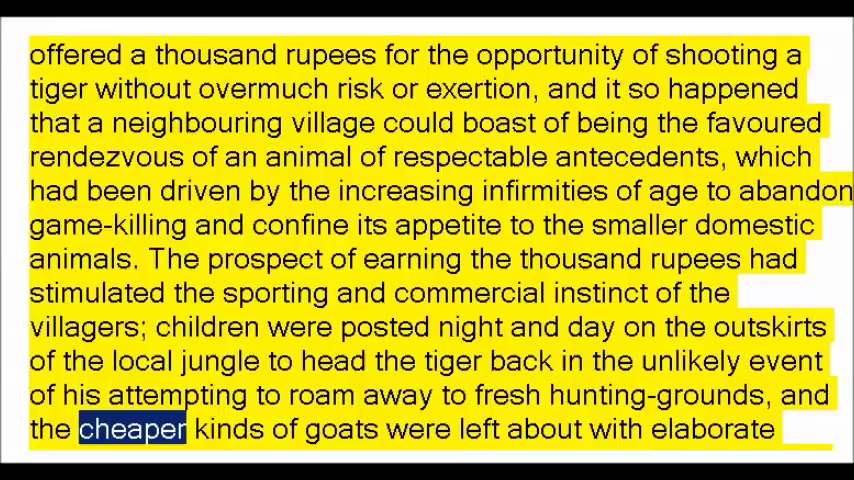 offered a thousand rupees for the opportunity of shooting a
tiger without overmuch risk or exertion, and it so happened
that a neighbouring village could boast of being the favoured
rendezvous of an animal of respectable antecedents, which
had been driven by the increasing infirmities of age to abandon
game-killing and confine its appetite to the smaller domestic
animals. The prospect of earning the thousand rupees had
stimulated the sporting and commercial instinct of the
villagers; children were posted night and day on the outskirts
of the local jungle to head the tiger back in the unlikely event
of his attempting to roam away to fresh hunting-grounds, and
the cheaper kinds of goats were left about with elaborate